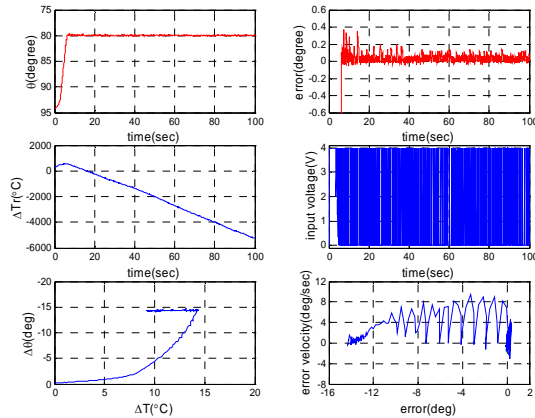 75
80
85
90
95
θ(degree)
0 20 40 60 80 100
time(sec)
0.6
0.4
0.2
0
-0.2
-0.4
-0.6
error(degree)
0 20 40 60 80 100
time(sec)
2000
0
-2000
-4000
-6000
ΔTr(°C)
0 20 40 60 80 100
time(sec)
4
3
2
1
0
input voltage(V)
0 20 40 60 80 100
time(sec)
-20
-15
-10
-5
0
Δθ(deg)
0 5 10 15 20
ΔT(°C)
12
8
4
0
-4
-8
error velocity(deg/sec)
-16 -12 -8 -4 0 2
error(deg)